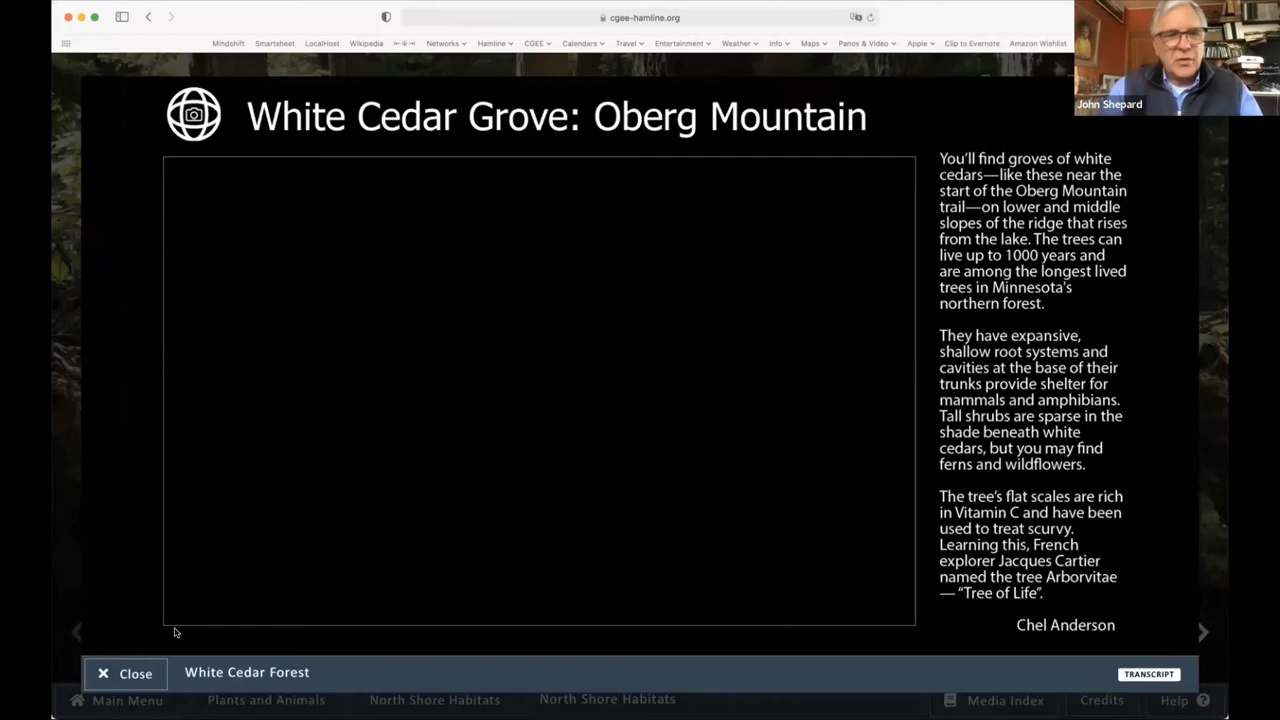 cgee-hamline.org
Mindshift Smartsheet LocalHost Wikipedia Networks Hamline CGEE Calendars Travel Entertainment Weather Info Maps Panos & Video Apple Clip to Evernote Amazon Wishlist
John Shepard
White Cedar Grove: Oberg Mountain
You'll find groves of white
cedars—like these near the
start of the Oberg Mountain
trail—on lower and middle
slopes of the ridge that rises
from the lake. The trees can
live up to 1000 years and
are among the longest lived
trees in Minnesota's
northern forest.
They have expansive,
shallow root systems and
cavities at the base of their
trunks provide shelter for
mammals and amphibians.
Tall shrubs are sparse in the
shade beneath white
cedars, but you may find
ferns and wildflowers.
The tree's flat scales are rich
in Vitamin C and have been
used to treat scurvy.
Learning this, French
explorer Jacques Cartier
named the tree Arborvitae
— “Tree of Life”.
Chel Anderson
Close White Cedar Forest TRANSCRIPT
Main Menu Plants and Animals North Shore Habitats North Shore Habitats Media Index Credits Help ?